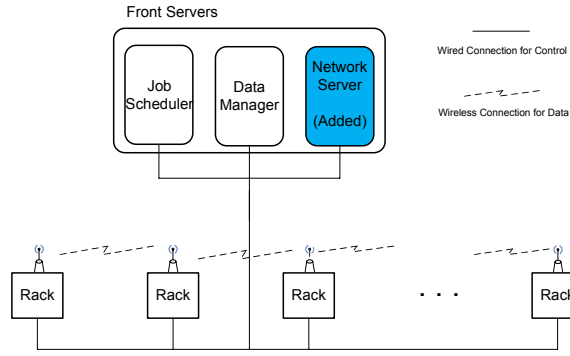 Front Servers
Job
Scheduler
Data
Manager
Network
Server
(Added)
Wired Connection for Control
Wireless Connection for Data
Rack
Rack
Rack
. . .
Rack